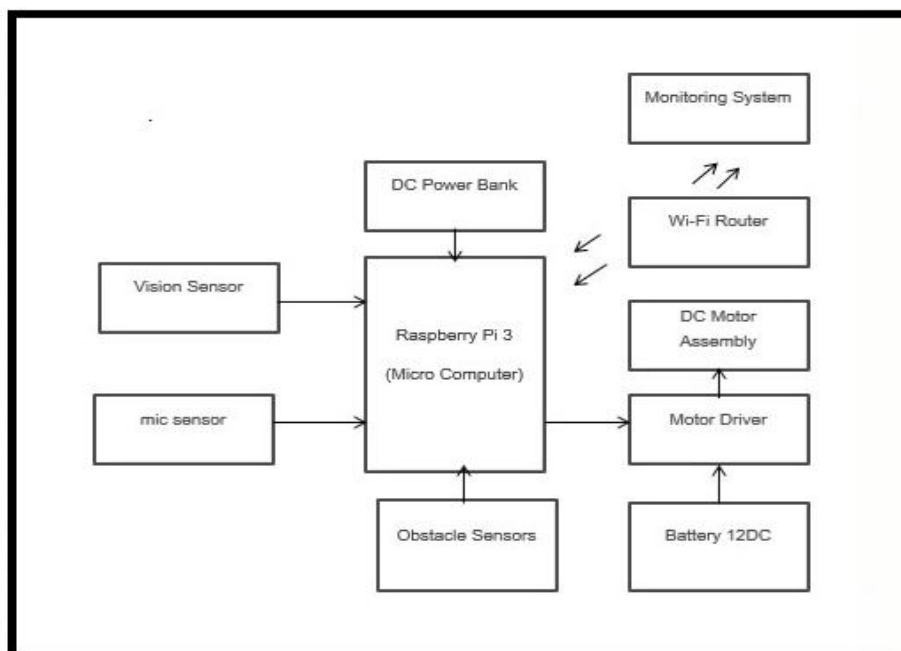 Monitoring System
DC Power Bank
Wi-Fi Router
Vision Sensor
DC Motor
Assembly
Raspberry Pi 3
(Micro Computer)
mic sensor
Motor Driver
Obstacle Sensors
Battery 12DC